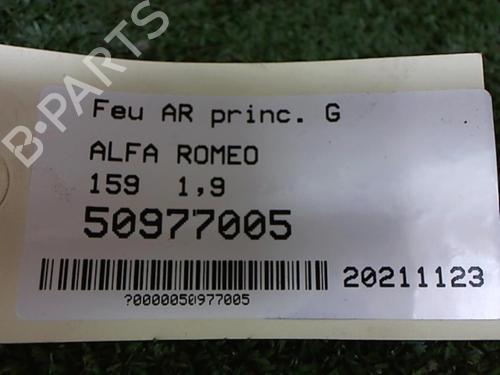 B-PARTS
Feu AR princ. G
ALFA ROMEO
159 1,9
50977005
20211123
?0000050977005